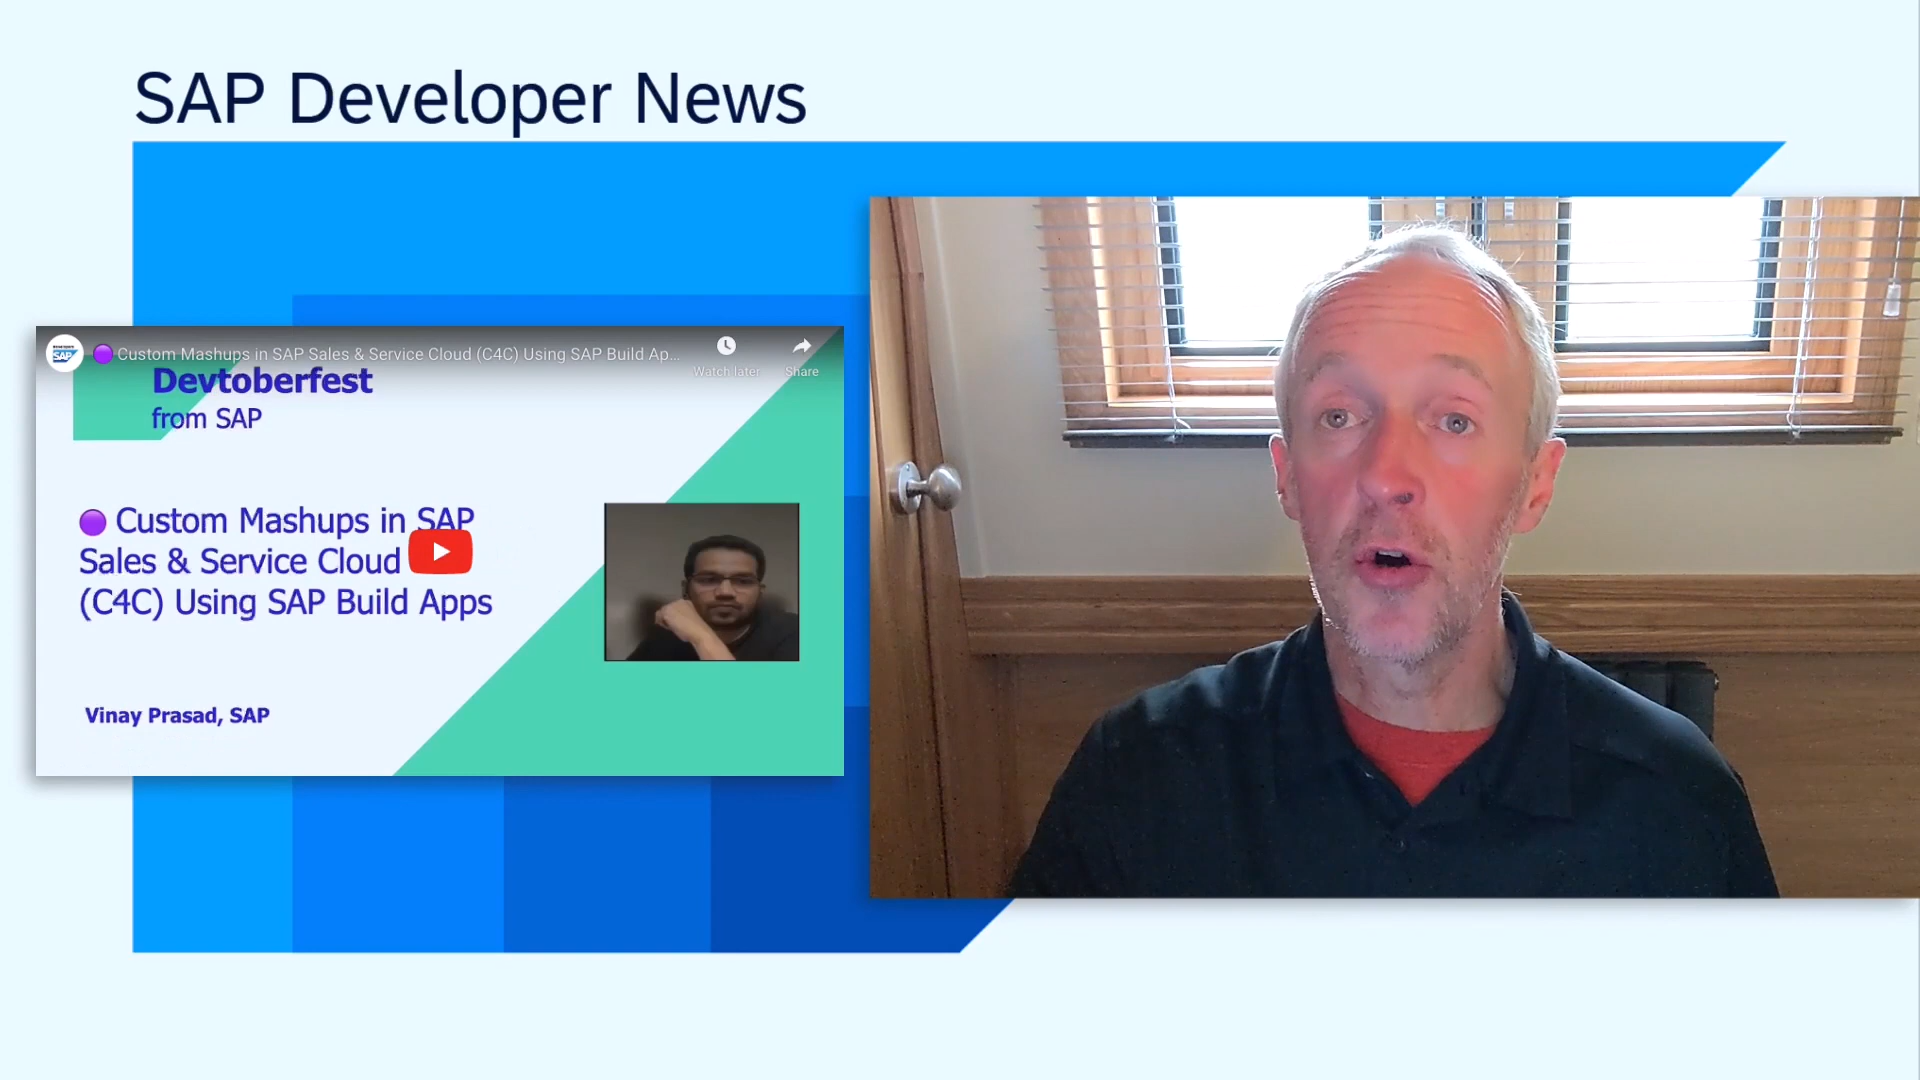 SAP Developer News
SAP
🟣 Custom Mashups in SAP Sales & Service Cloud (C4C) Using SAP Build Ap...
Watch later
Share
Devtoberfest
from SAP
🟣 Custom Mashups in SAP
Sales & Service Cloud
(C4C) Using SAP Build Apps
Vinay Prasad, SAP